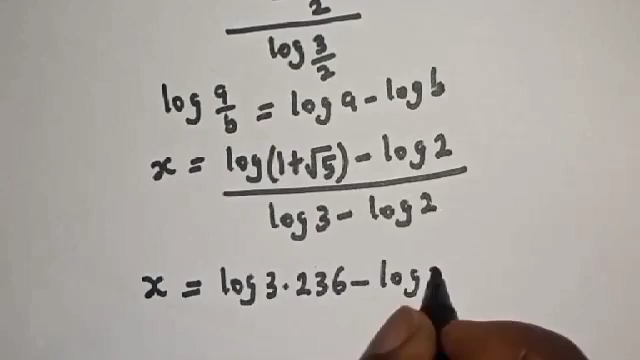 2
log 3/2
log a/b = log a - log b
x = log(1+√5) - log 2
log 3 - log 2
x = log 3.236 - log